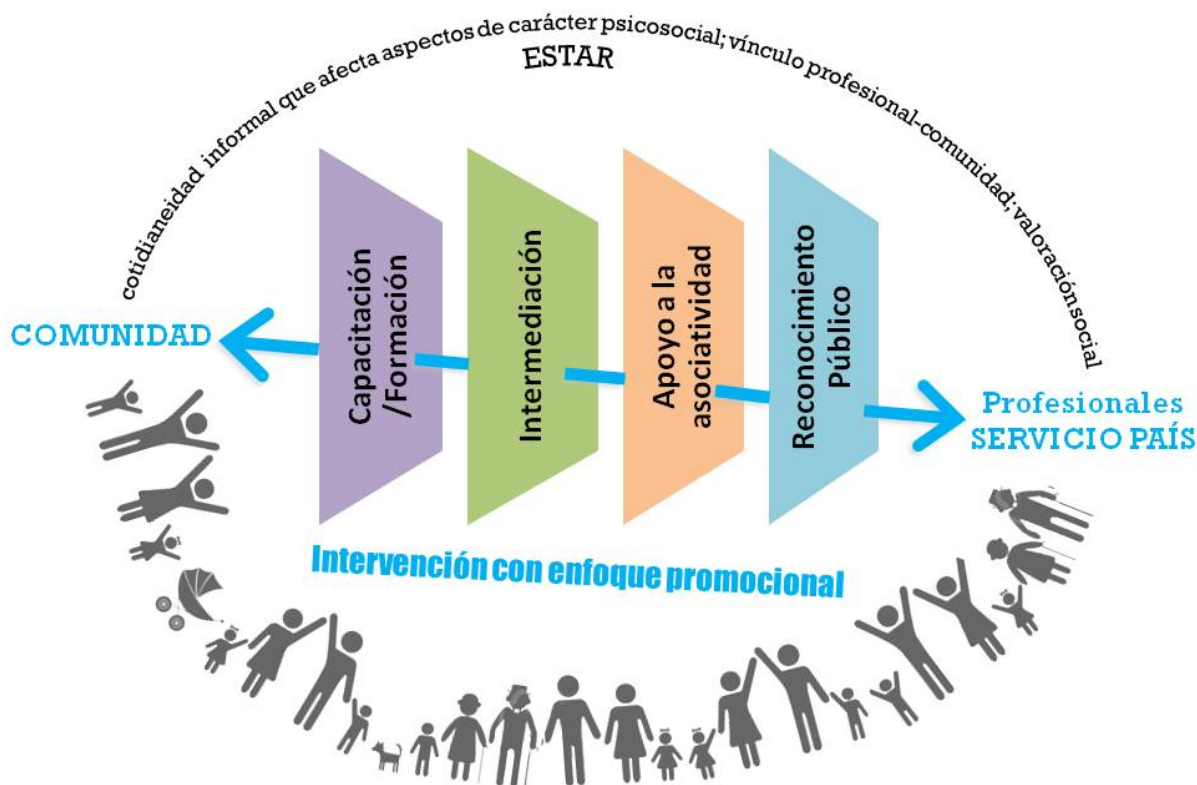 cotidianeidad informal que afecta aspectos de carácter psicosocial; vínculo profesional-comunidad; valoración social
ESTAR
COMUNIDAD
Capacitación
/Formación
Intermediación
Apoyo a la
asociatividad
Reconocimiento
Público
Profesionales
SERVICIO PAÍS
Intervención con enfoque promocional